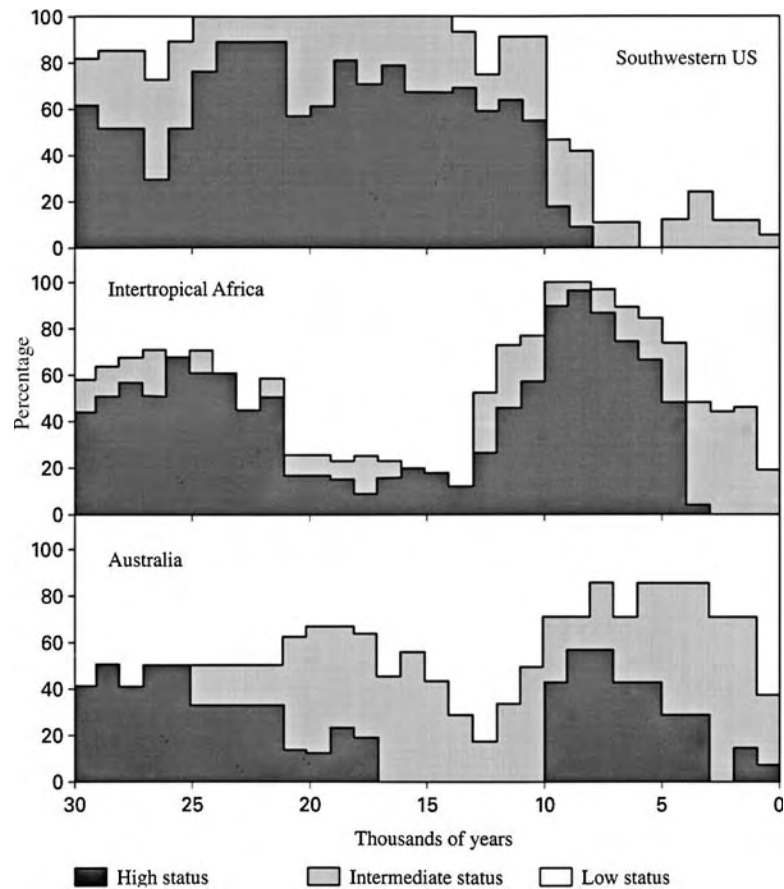 100
80
60
40
20
0
Southwestern US
100
80
60
40
20
0
Intertropical Africa
Percentage
100
80
60
40
20
0
Australia
30 25 20 15 10 5 0
Thousands of years
High status Intermediate status Low status